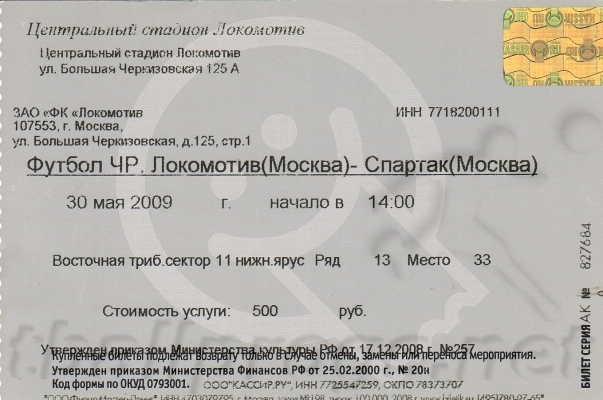 Центральный стадион Локомотив
Центральный стадион Локомотив
ул. Большая Черкизовская 125 А
ЗАО «ФК «Локомотив
ИНН 7718200111
107553, г. Москва,
ул. Большая Черкизовская, д.125, стр.1
Футбол ЧР. Локомотив(Москва)- Спартак(Москва)
30 мая 2009 г. начало в 14:00
Восточная триб.сектор 11 нижн.ярус Ряд 13 Место 33
Стоимость услуги: 500 руб.
Утвержден приказом Министерства культуры РФ от 17.12.2008 г. №257
Купленные билеты подлежат возврату только в случае отмены, замены или переноса мероприятия.
Утвержден приказом Министерства Финансов РФ от 25.02.2000 г., № 20н
Код формы по ОКУД 0793001. ООО"КАССИР.РУ", ИНН 7725547259, ОКПО 78373707
БИЛЕТ СЕРИЯ АК № 827684